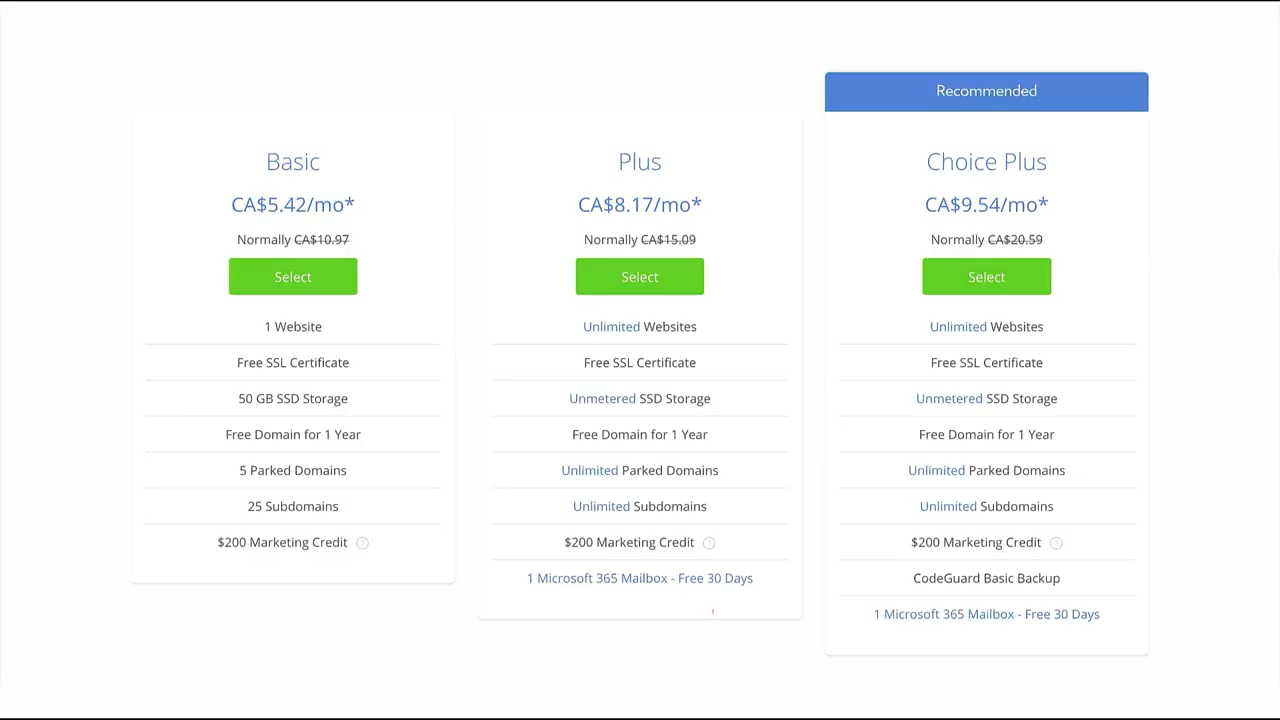 Basic
CA$5.42/mo*
Normally CA$10.97
Select
1 Website
Free SSL Certificate
50 GB SSD Storage
Free Domain for 1 Year
5 Parked Domains
25 Subdomains
$200 Marketing Credit ?
Plus
CA$8.17/mo*
Normally CA$15.09
Select
Unlimited Websites
Free SSL Certificate
Unmetered SSD Storage
Free Domain for 1 Year
Unlimited Parked Domains
Unlimited Subdomains
$200 Marketing Credit ?
1 Microsoft 365 Mailbox - Free 30 Days
Recommended
Choice Plus
CA$9.54/mo*
Normally CA$20.59
Select
Unlimited Websites
Free SSL Certificate
Unmetered SSD Storage
Free Domain for 1 Year
Unlimited Parked Domains
Unlimited Subdomains
$200 Marketing Credit ?
CodeGuard Basic Backup
1 Microsoft 365 Mailbox - Free 30 Days